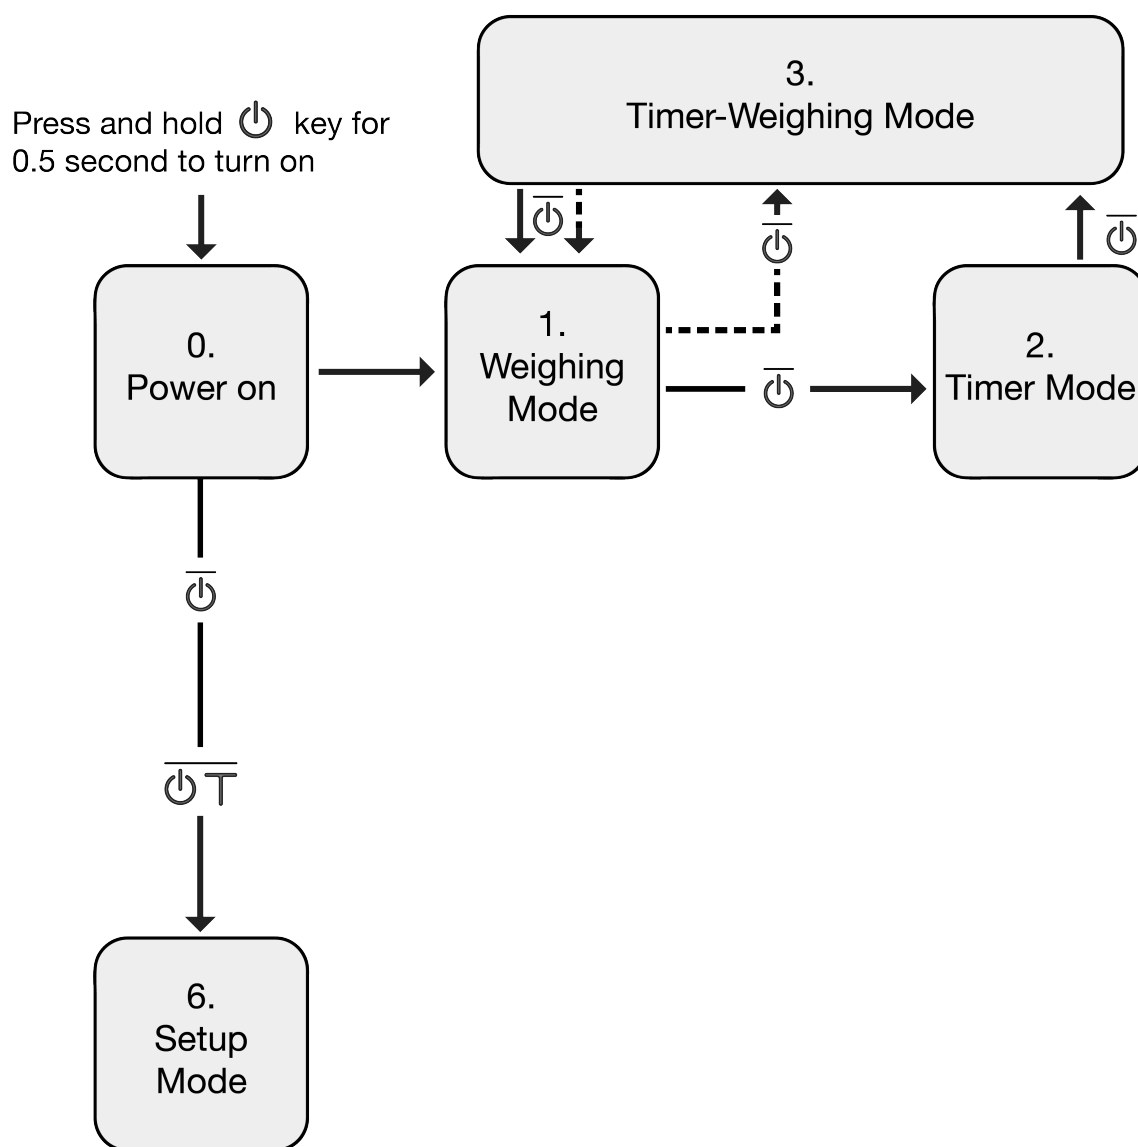 3.
Timer-Weighing Mode
Press and hold ⏻ key for
0.5 second to turn on
0.
Power on
1.
Weighing
Mode
2.
Timer Mode
T
6.
Setup
Mode